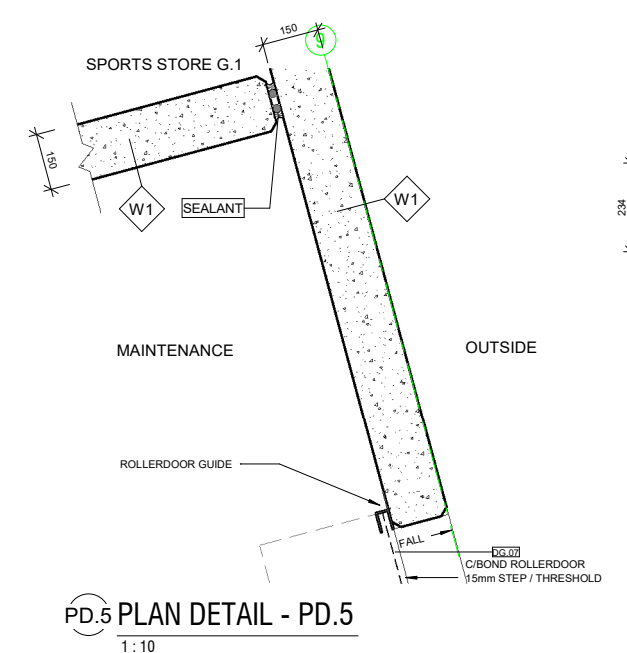 150
9
SPORTS STORE G.1
150
W1
SEALANT
W1
234
MAINTENANCE
OUTSIDE
ROLLERDOOR GUIDE
FALL
DG.07
C/BOND ROLLERDOOR
15mm STEP / THRESHOLD
PD.5 PLAN DETAIL - PD.5
1 : 10